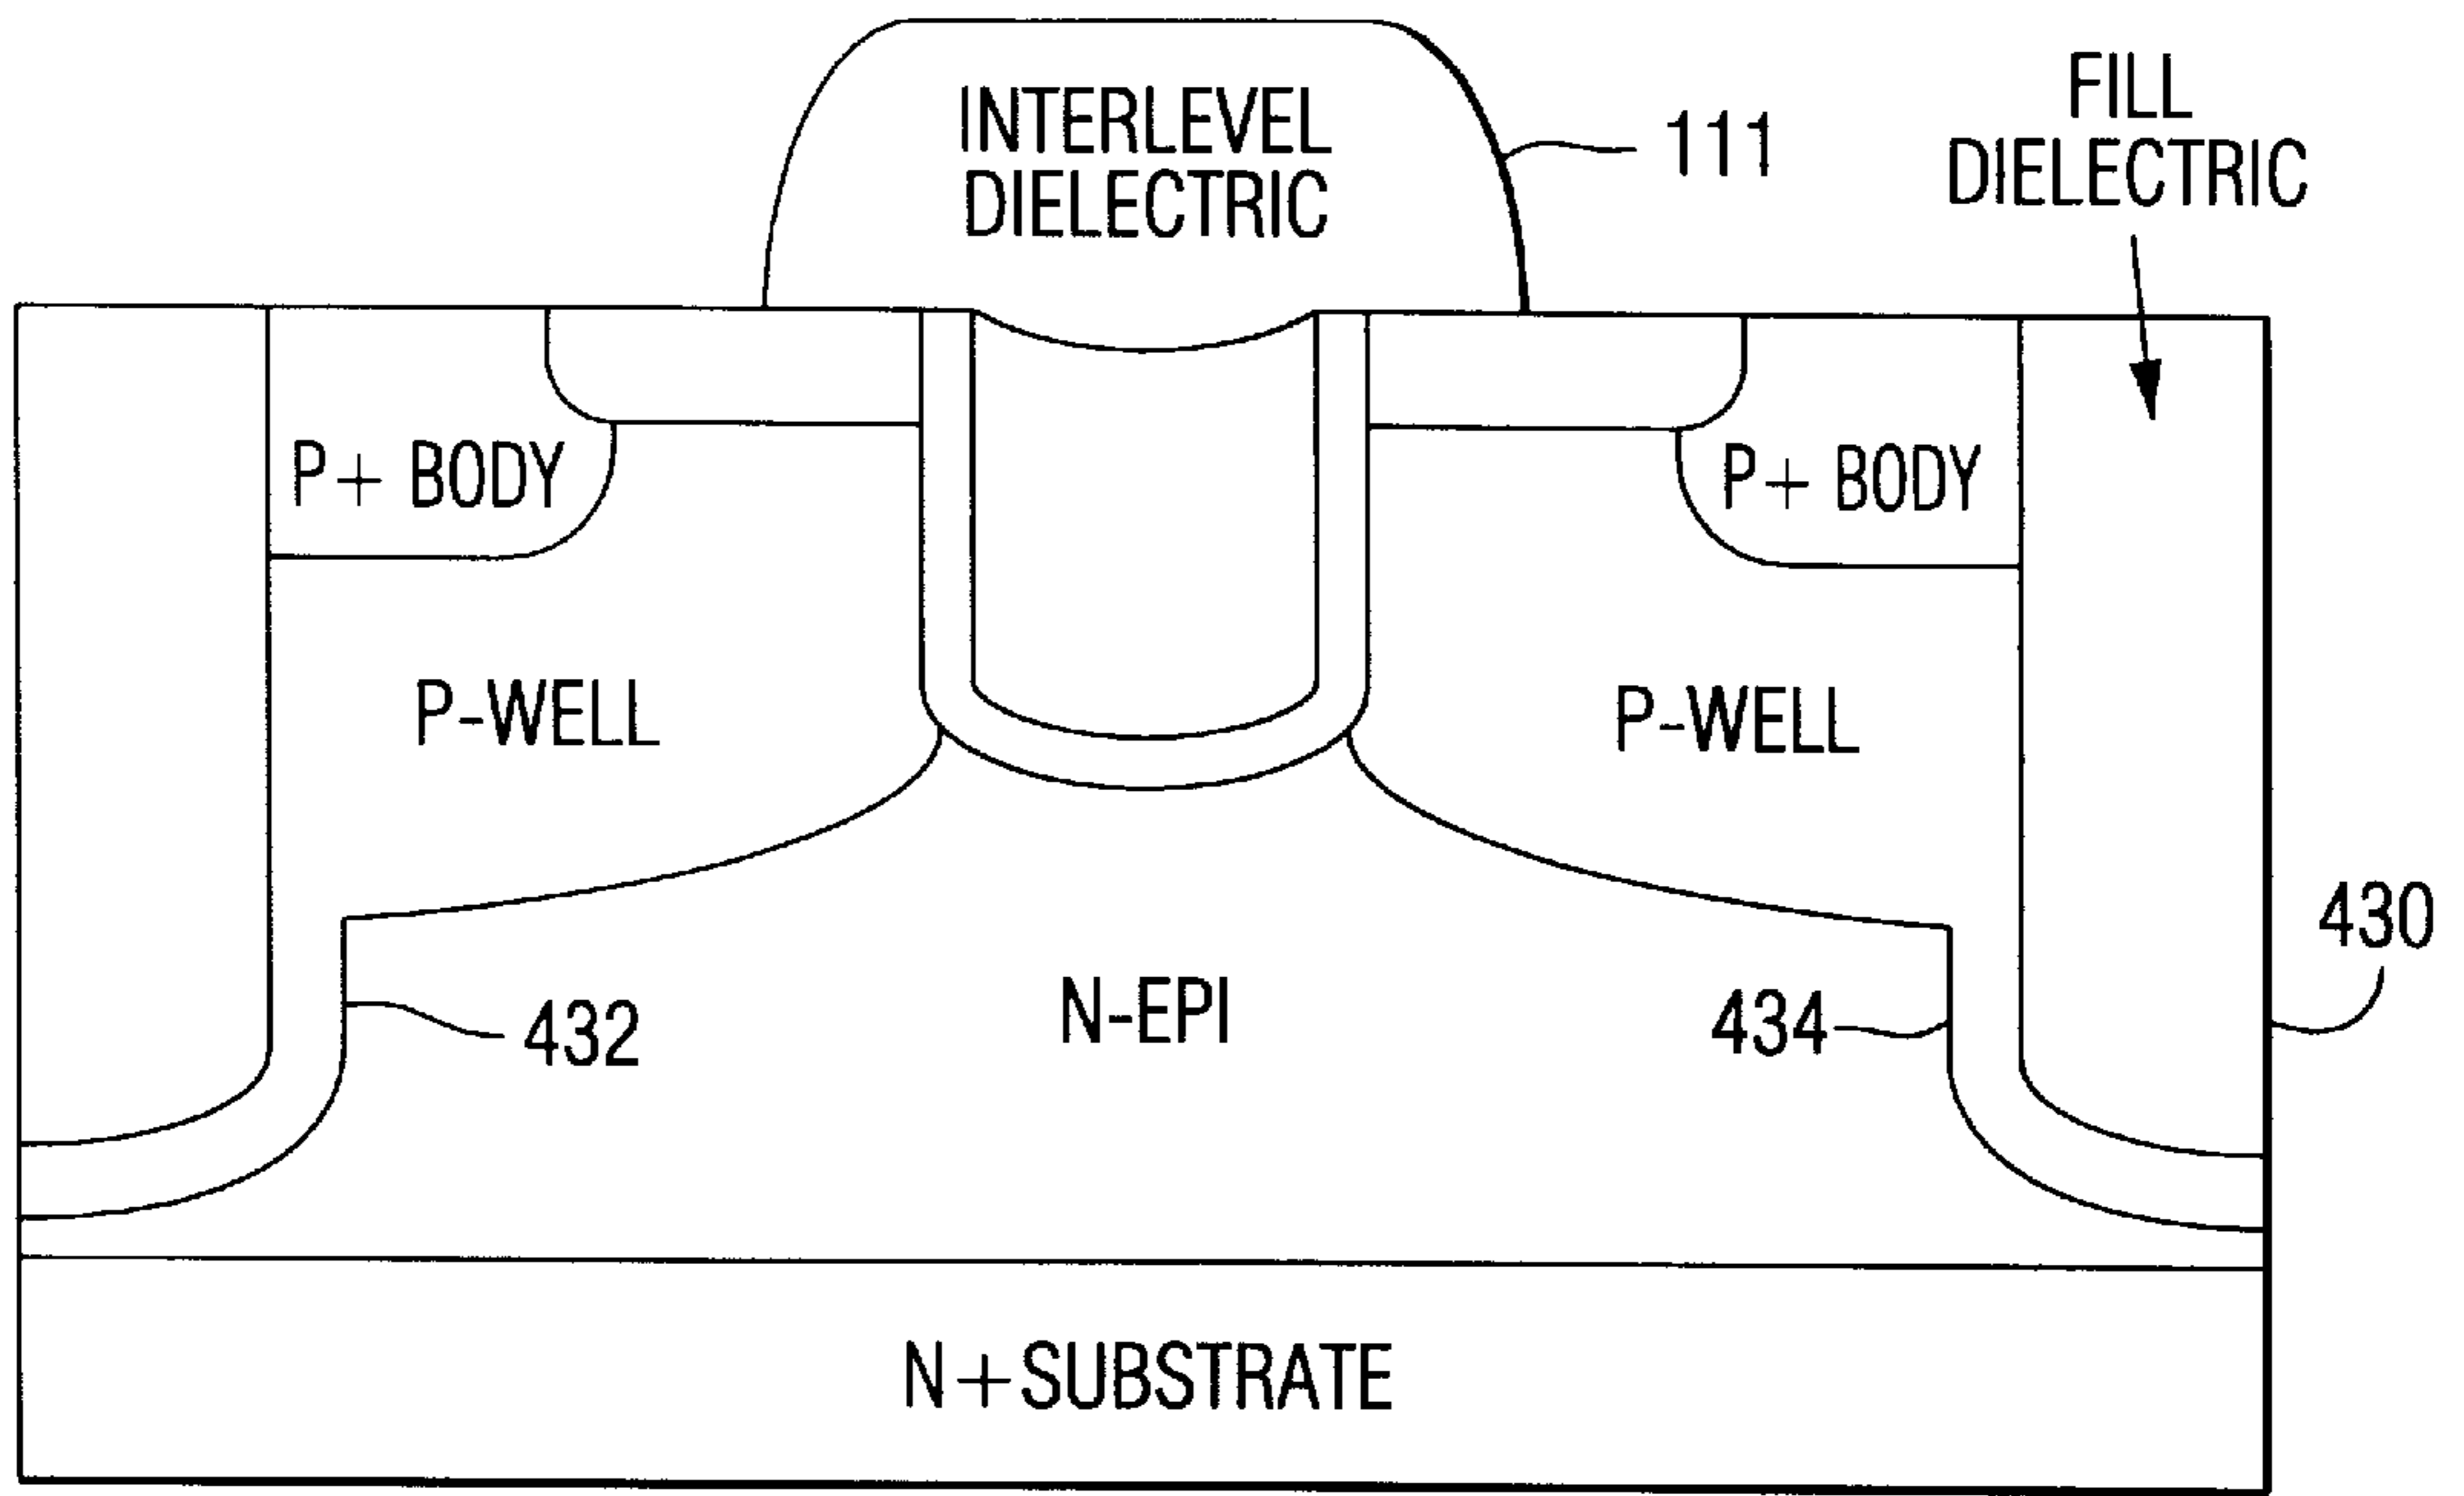 INTERLEVEL
DIELECTRIC
111
FILL
DIELECTRIC
P+ BODY
P+ BODY
P-WELL
P-WELL
430
432
N-EPI
434
N+SUBSTRATE